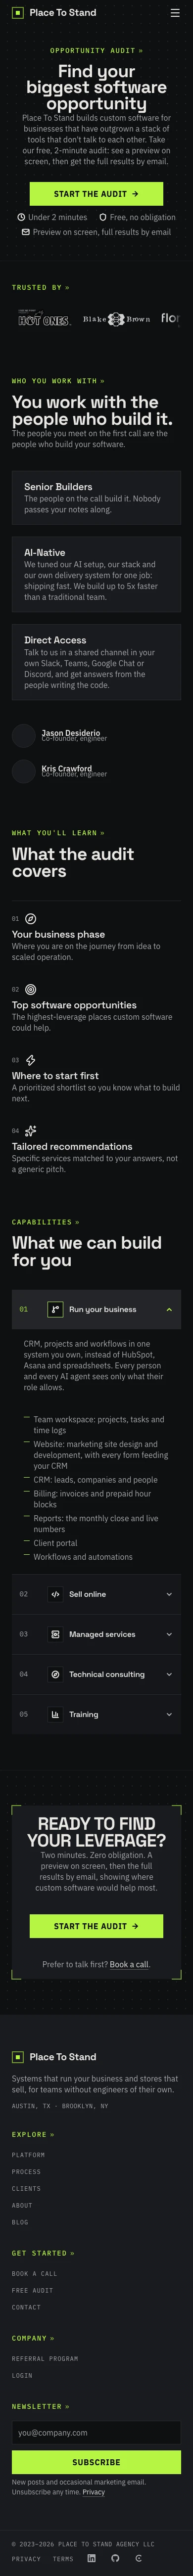 Place To Stand
OPPORTUNITY AUDIT »
Find your
biggest software
opportunity
Place To Stand builds custom software for
businesses that have outgrown a stack of
tools that don't talk to each other. Take
our free, 2-minute audit: see a preview on
screen, then get the full results by email.
START THE AUDIT →
Under 2 minutes
Free, no obligation
Preview on screen, full results by email
TRUSTED BY »
HOT ONES
Blake Brown
flor
WHO YOU WORK WITH »
You work with the
people who build it.
The people you meet on the first call are the
people who build your software.
Senior Builders
The people on the call build it. Nobody
passes your notes along.
AI-Native
We tuned our AI setup, our stack and
our own delivery system for one job:
shipping fast. We build up to 5x faster
than a traditional team.
Direct Access
Talk to us in a shared channel in your
own Slack, Teams, Google Chat or
Discord, and get answers from the
people writing the code.
Jason Desiderio
Co-founder, engineer
Kris Crawford
Co-founder, engineer
WHAT YOU'LL LEARN »
What the audit
covers
01
Your business phase
Where you are on the journey from idea to
scaled operation.
02
Top software opportunities
The highest-leverage places custom software
could help.
03
Where to start first
A prioritized shortlist so you know what to build
next.
04
Tailored recommendations
Specific services matched to your answers, not
a generic pitch.
CAPABILITIES »
What we can build
for you
01 Run your business
CRM, projects and workflows in one
system you own, instead of HubSpot,
Asana and spreadsheets. Every person
and every AI agent sees only what their
role allows.
Team workspace: projects, tasks and
time logs
Website: marketing site design and
development, with every form feeding
your CRM
CRM: leads, companies and people
Billing: invoices and prepaid hour
blocks
Reports: the monthly close and live
numbers
Client portal
Workflows and automations
02 Sell online
03 Managed services
04 Technical consulting
05 Training
READY TO FIND
YOUR LEVERAGE?
Two minutes. Zero obligation. A
preview on screen, then the full
results by email, showing where
custom software would help most.
START THE AUDIT →
Prefer to talk first? Book a call.
Place To Stand
Systems that run your business and stores that
sell, for teams without engineers of their own.
AUSTIN, TX · BROOKLYN, NY
EXPLORE »
PLATFORM
PROCESS
CLIENTS
ABOUT
BLOG
GET STARTED »
BOOK A CALL
FREE AUDIT
CONTACT
COMPANY »
REFERRAL PROGRAM
LOGIN
NEWSLETTER »
you@company.com
SUBSCRIBE
New posts and occasional marketing email.
Unsubscribe any time. Privacy
© 2023–2026 PLACE TO STAND AGENCY LLC
PRIVACY TERMS